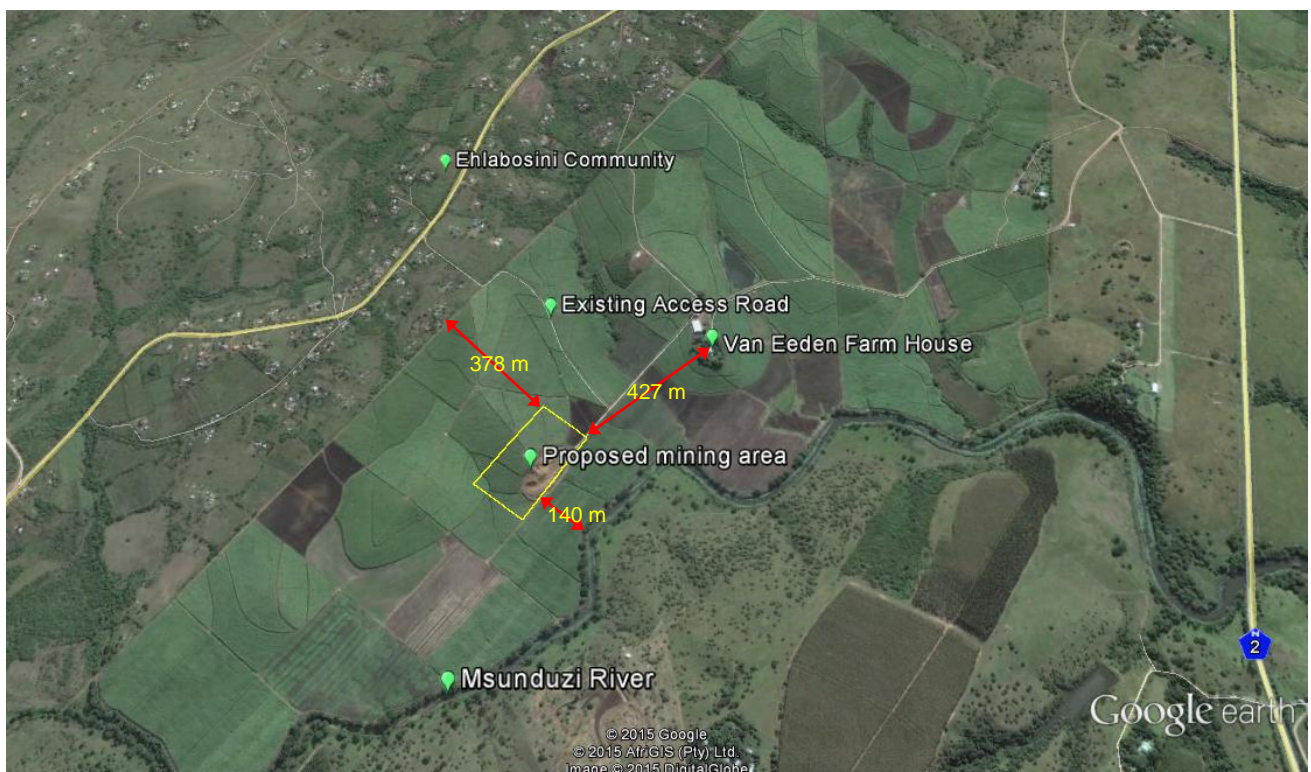 Ehlabosini Community
Existing Access Road
Van Eeden Farm House
378 m
427 m
Proposed mining area
140 m
N
2
Msunduzi River
Google earth
© 2015 Google
© 2015 AfriGIS (Pty) Ltd.
Image © 2015 DigitalGlobe